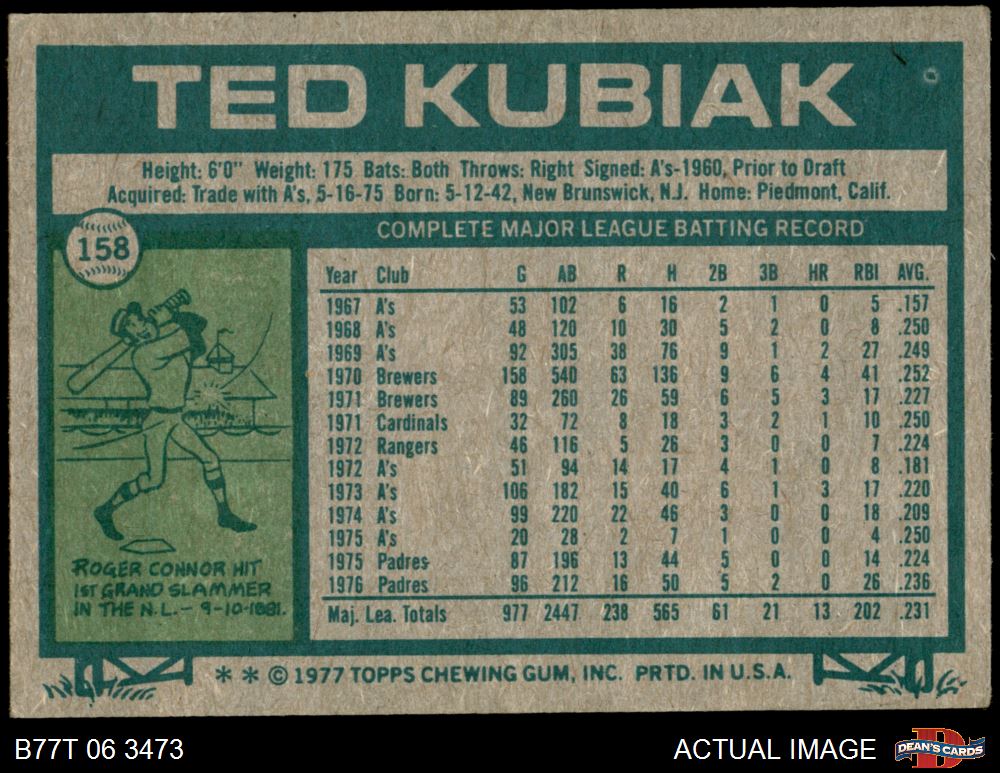 TED KUBIAK
Height: 6'0" Weight: 175 Bats: Both Throws: Right Signed: A's-1960, Prior to Draft
Acquired: Trade with A's, 5-16-75 Born: 5-12-42, New Brunswick, N.J. Home: Piedmont, Calif.
158
COMPLETE MAJOR LEAGUE BATTING RECORD
Year Club G AB R H 2B 3B HR RBI AVG.
1967 A's 53 102 6 16 2 1 0 5 .157
1968 A's 48 120 10 30 5 2 0 8 .250
1969 A's 92 305 38 76 9 1 2 27 .249
1970 Brewers 158 540 63 136 9 6 4 41 .252
1971 Brewers 89 260 26 59 6 5 3 17 .227
1971 Cardinals 32 72 8 18 3 2 1 10 .250
1972 Rangers 46 116 5 26 3 0 0 7 .224
1972 A's 51 94 14 17 4 1 0 8 .181
1973 A's 106 182 15 40 6 1 3 17 .220
1974 A's 99 220 22 46 3 0 0 18 .209
1975 A's 20 28 2 7 1 0 0 4 .250
1975 Padres 87 196 13 44 5 0 0 14 .224
1976 Padres 96 212 16 50 5 2 0 26 .236
Maj. Lea. Totals 977 2447 238 565 61 21 13 202 .231
ROGER CONNOR HIT
1ST GRAND SLAMMER
IN THE N.L. – 9-10-1881.
* * © 1977 TOPPS CHEWING GUM, INC. PRTD. IN U.S.A.
B77T 06 3473
ACTUAL IMAGE
D
DEAN'S CARDS